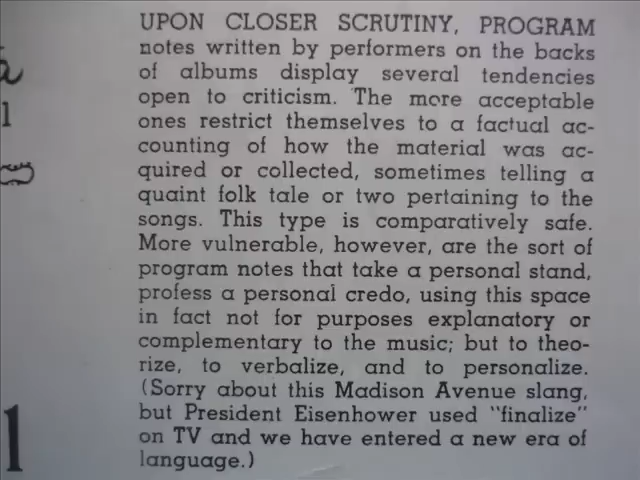 UPON CLOSER SCRUTINY, PROGRAM
notes written by performers on the backs
of albums display several tendencies
open to criticism. The more acceptable
ones restrict themselves to a factual ac-
counting of how the material was ac-
quired or collected, sometimes telling a
quaint folk tale or two pertaining to the
songs. This type is comparatively safe.
More vulnerable, however, are the sort of
program notes that take a personal stand,
profess a personal credo, using this space
in fact not for purposes explanatory or
complementary to the music; but to theo-
rize, to verbalize, and to personalize.
(Sorry about this Madison Avenue slang,
but President Eisenhower used "finalize"
on TV and we have entered a new era of
language.)